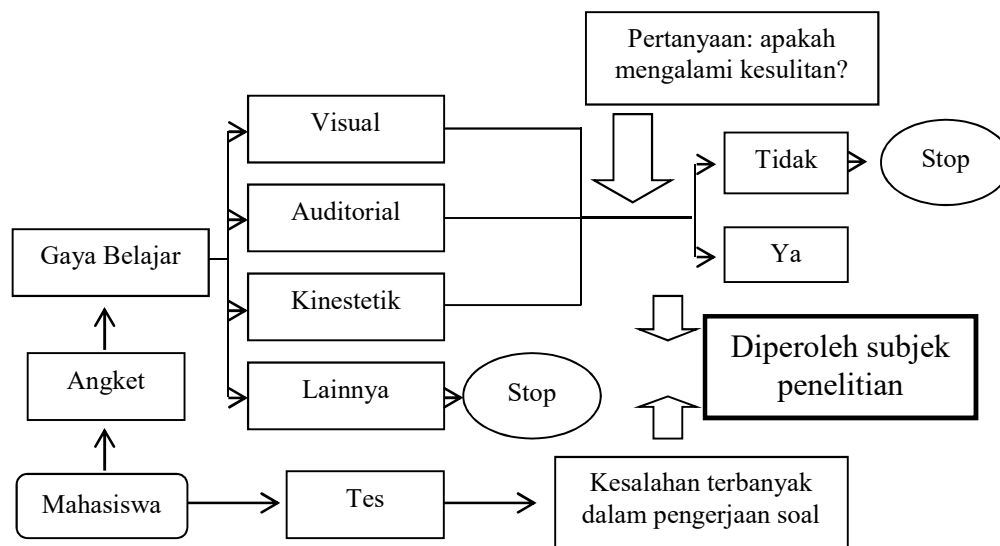 Pertanyaan: apakah
mengalami kesulitan?
Visual
Auditorial
Kinestetik
Lainnya
Gaya Belajar
Angket
Mahasiswa
Tes
Stop
Tidak
Stop
Ya
Diperoleh subjek
penelitian
Kesalahan terbanyak
dalam pengerjaan soal